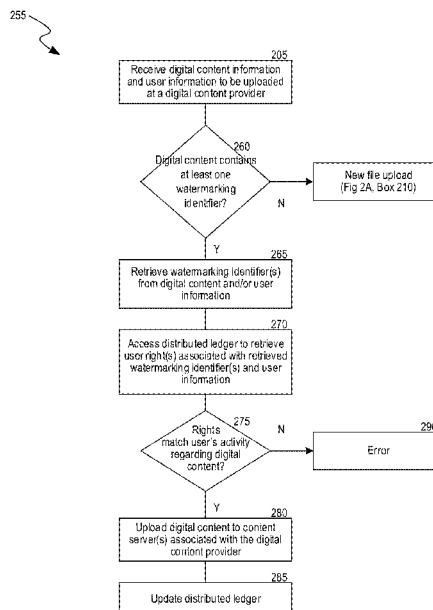 255
205
Receive digital content information
and user information to be uploaded
at a digital content provider
260
Digital content contains
at least one
watermarking
identifier?
N
New file upload
(Fig 2A, Box 210)
Y
265
Retrieve watermarking identifier(s)
from digital content and/or user
information
270
Access distributed ledger to retrieve
user right(s) associated with retrieved
watermarking identifier(s) and user
information
275
Rights
match user's activity
regarding digital
content?
N
290
Error
Y
280
Upload digital content to content
server(s) associated with the digital
content provider
285
Update distributed ledger